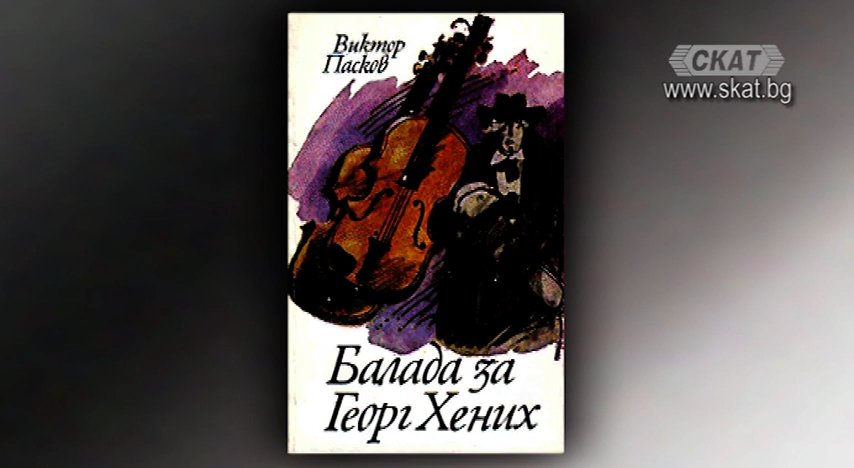 Виктор
Пасков
СКАТ
www.skat.bg
Балада за
Георг Хених